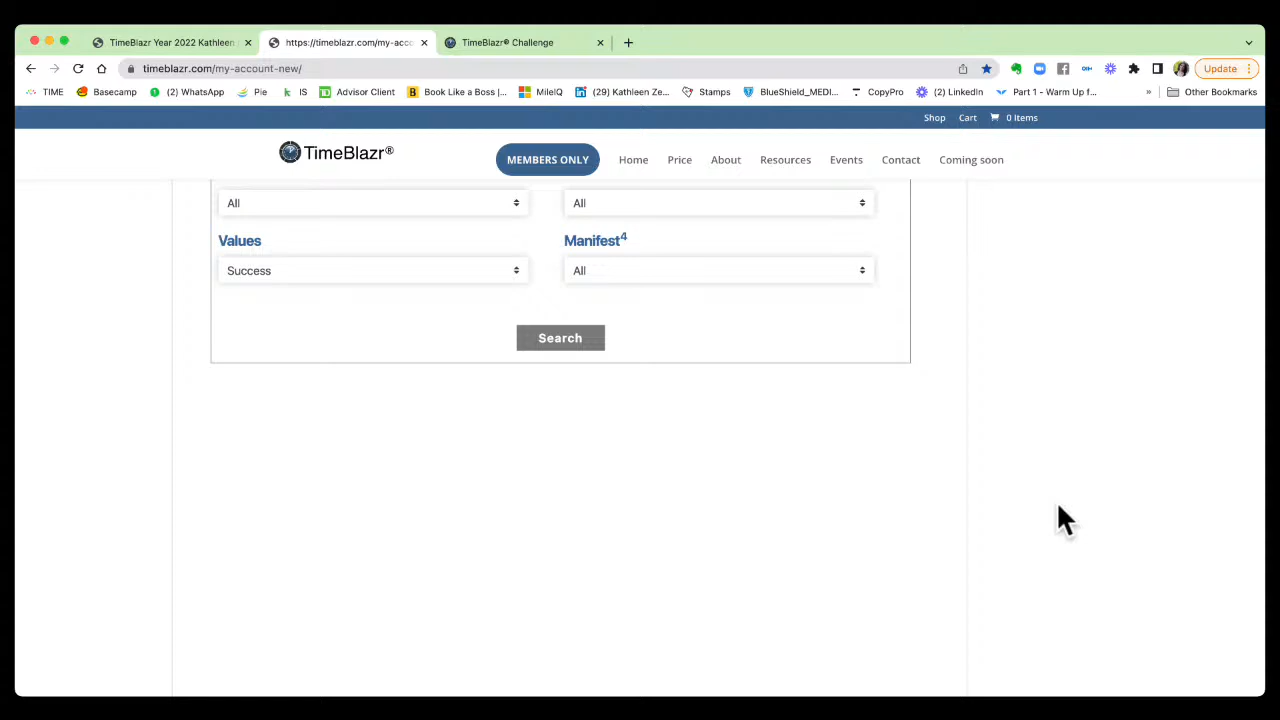 TimeBlazr Year 2022 Kathleen
https://timeblazr.com/my-acco
TimeBlazr® Challenge
timeblazr.com/my-account-new/
Update
TIME
Basecamp
(2) WhatsApp
Pie
IS
Advisor Client
Book Like a Boss |...
MileIQ
(29) Kathleen Ze...
Stamps
BlueShield_MEDI...
CopyPro
(2) LinkedIn
Part 1 - Warm Up f...
»
Other Bookmarks
Shop
Cart
0 Items
TimeBlazr®
MEMBERS ONLY
Home
Price
About
Resources
Events
Contact
Coming soon
All
All
Values
Manifest⁴
Success
All
Search